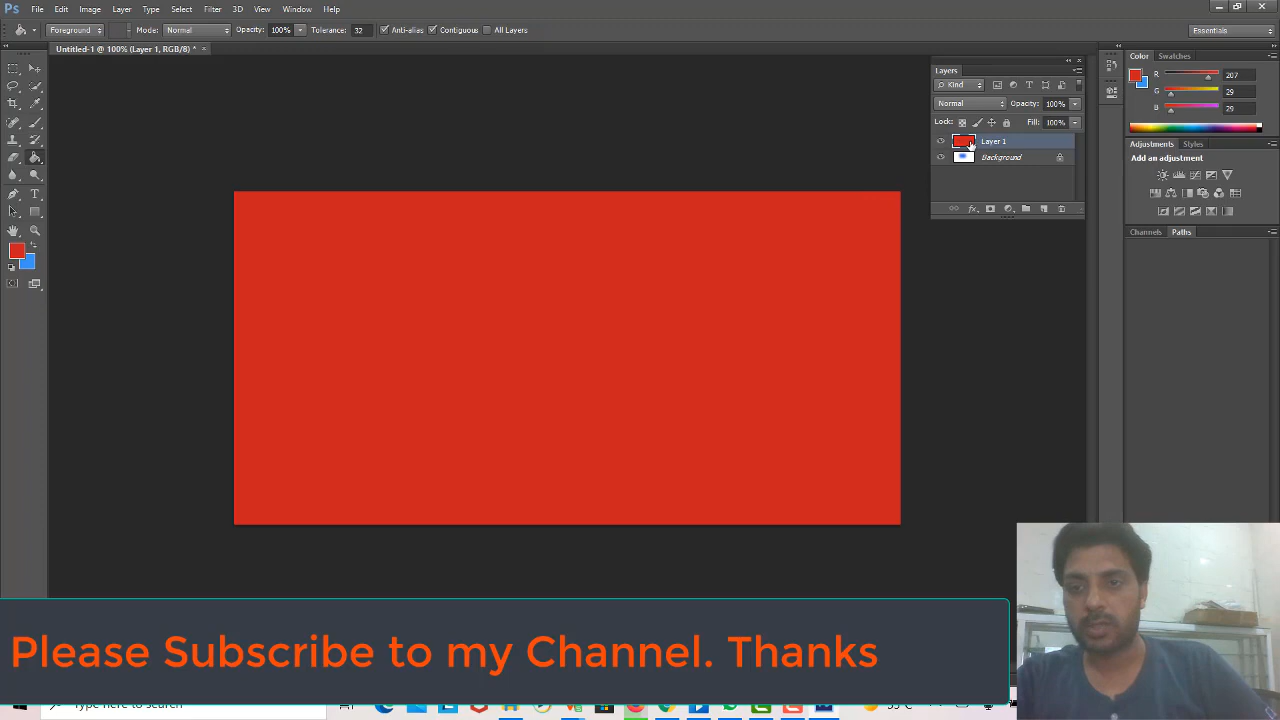 Ps File Edit Image Layer Type Select Filter 3D View Window Help
Foreground Mode: Normal Opacity: 100% Tolerance: 32 Anti-alias Contiguous All Layers Essentials
Untitled-1 @ 100% (Layer 1, RGB/8) * ×
Layers
Kind
Normal Opacity: 100%
Lock: Fill: 100%
Layer 1
Background
Color Swatches
R 207
G 29
B 29
Adjustments Styles
Add an adjustment
Channels Paths
Please Subscribe to my Channel. Thanks
Type here to search